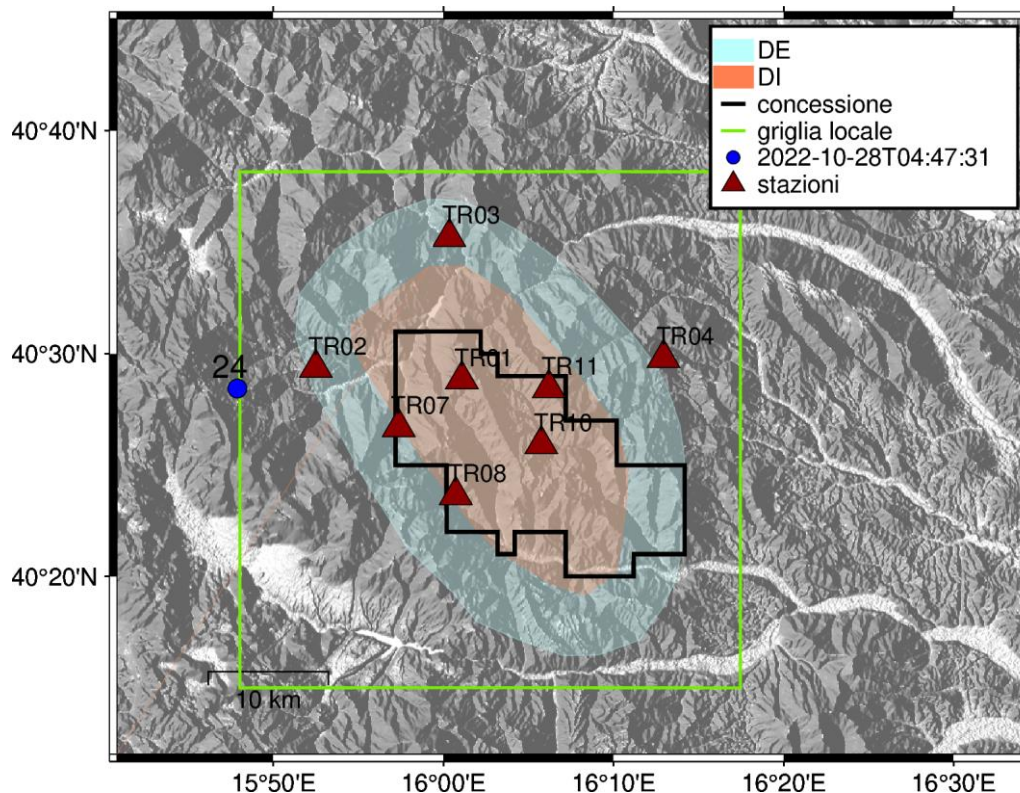 DE
DI
concessione
griglia locale
2022-10-28T04:47:31
stazioni
40°40'N
TR03
40°30'N
24
TR02
TR01
TR11
TR04
TR07
TR10
TR08
40°20'N
10 km
15°50'E
16°00'E
16°10'E
16°20'E
16°30'E